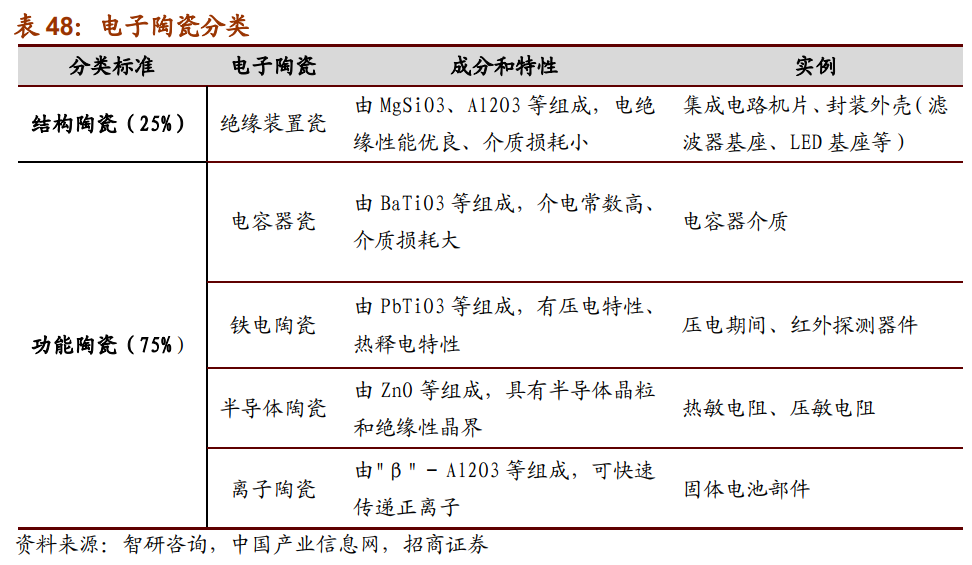 表 48：电子陶瓷分类
分类标准 电子陶瓷 成分和特性 实例
结构陶瓷（25%） 绝缘装置瓷 由 MgSiO3、Al2O3 等组成，电绝
缘性能优良、介质损耗小
集成电路机片、封装外壳（滤
波器基座、LED 基座等）
功能陶瓷（75%）
电容器瓷 由 BaTiO3 等组成，介电常数高、
介质损耗大
电容器介质
铁电陶瓷 由 PbTiO3 等组成，有压电特性、
热释电特性
压电期间、红外探测器件
半导体陶瓷 由 ZnO 等组成，具有半导体晶粒
和绝缘性晶界
热敏电阻、压敏电阻
离子陶瓷 由"β"－Al2O3 等组成，可快速
传递正离子
固体电池部件
资料来源：智研咨询，中国产业信息网，招商证券